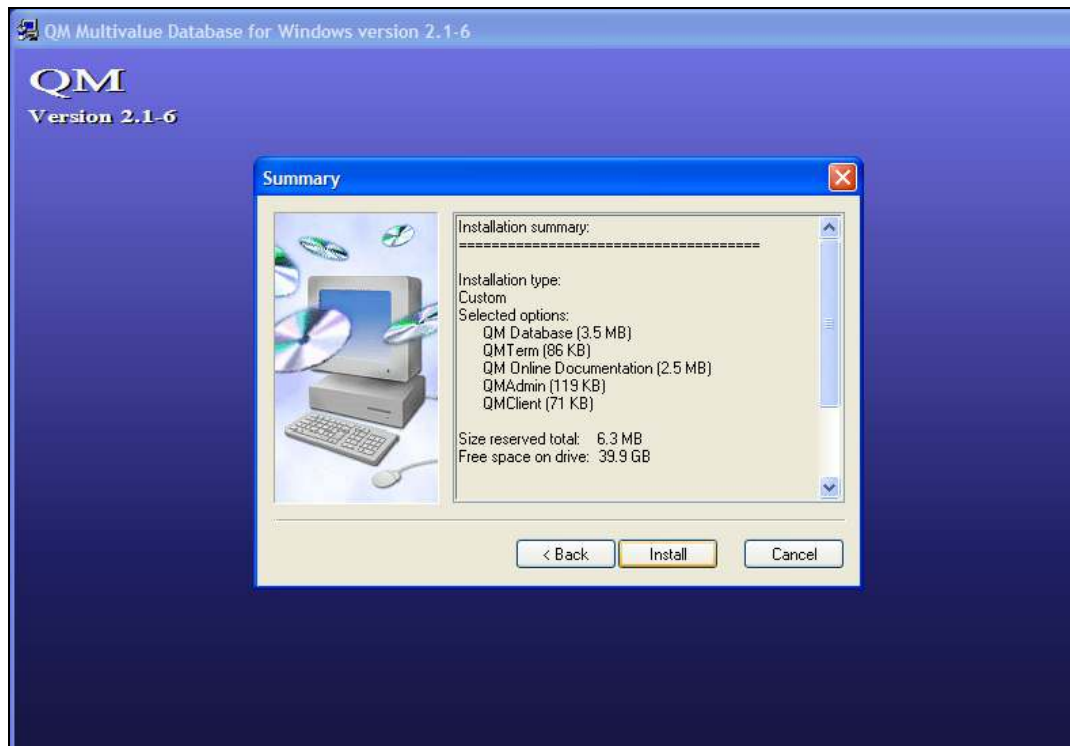 QM Multivalue Database for Windows version 2.1-6
QM
Version 2.1-6
Summary
Installation summary:
=====================================
Installation type:
Custom
Selected options:
QM Database (3.5 MB)
QMTerm (86 KB)
QM Online Documentation (2.5 MB)
QMAdmin (119 KB)
QMClient (71 KB)
Size reserved total: 6.3 MB
Free space on drive: 39.9 GB
< Back
Install
Cancel